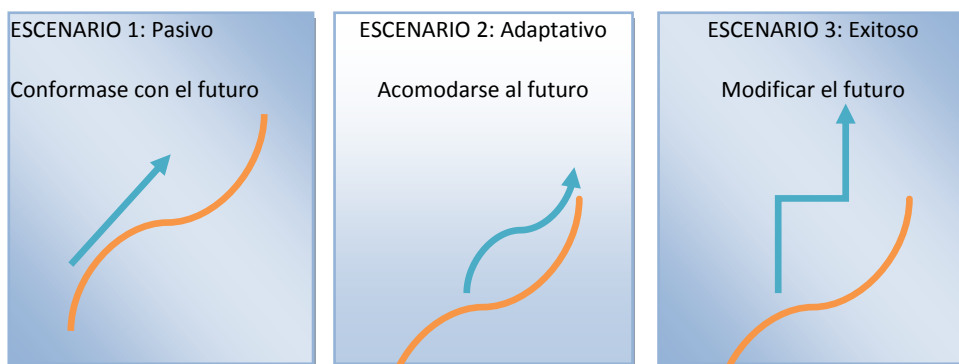 ESCENARIO 1: Pasivo
Conformase con el futuro
ESCENARIO 2: Adaptativo
Acomodarse al futuro
ESCENARIO 3: Exitoso
Modificar el futuro